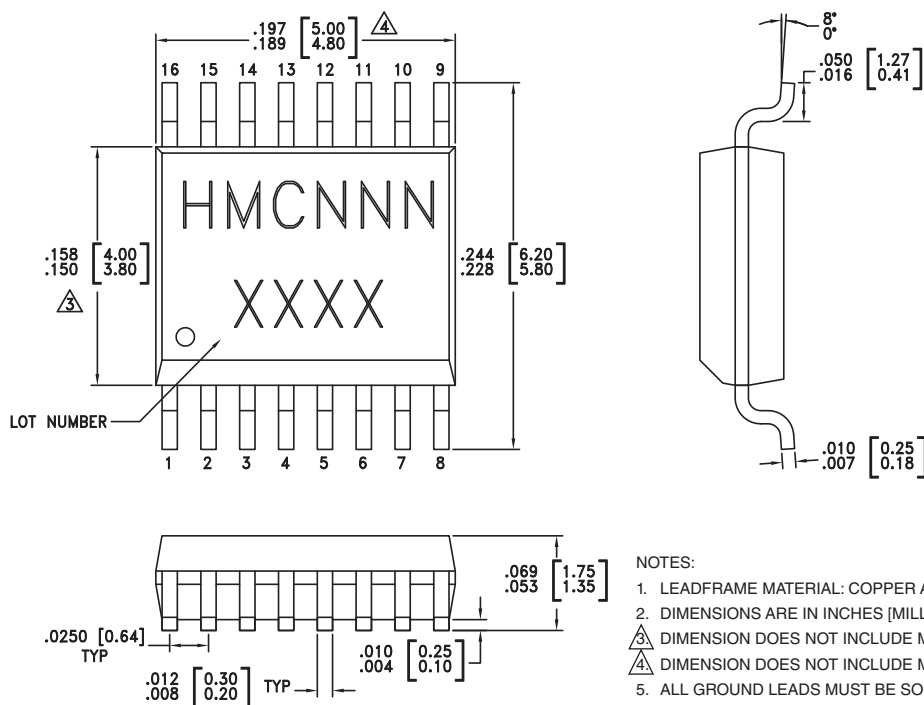 .197 [5.00]
.189 [4.80] 4
16 15 14 13 12 11 10 9
HMCNNN
XXXX
.158 [4.00]
.150 [3.80]
3
.244 [6.20]
.228 [5.80]
LOT NUMBER
1 2 3 4 5 6 7 8
8°
0°
.050 [1.27]
.016 [0.41]
.010 [0.25]
.007 [0.18]
.069 [1.75]
.053 [1.35]
.0250 [0.64]
TYP
.010 [0.25]
.004 [0.10]
.012 [0.30]
.008 [0.20] TYP
NOTES:
1. LEADFRAME MATERIAL: COPPER
2. DIMENSIONS ARE IN INCHES
3. DIMENSION DOES NOT INCLUDE
4. DIMENSION DOES NOT INCLUDE
5. ALL GROUND LEADS MUST BE